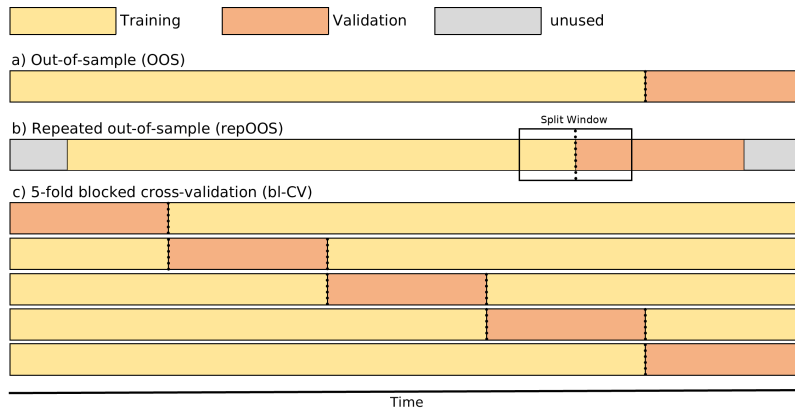 Training Validation unused
a) Out-of-sample (OOS)
Split Window
b) Repeated out-of-sample (repOOS)
c) 5-fold blocked cross-validation (bl-CV)
Time